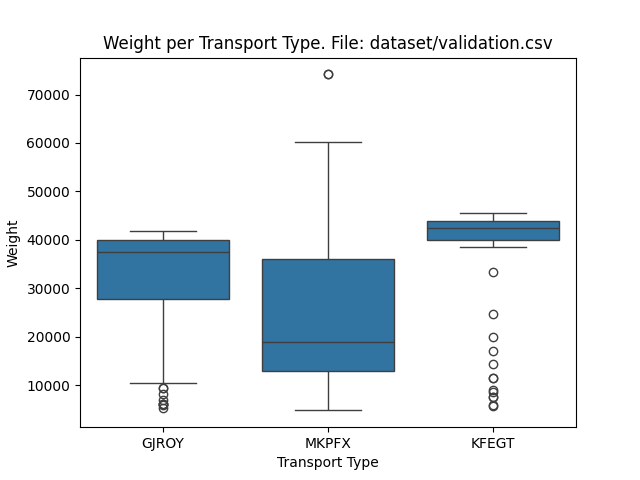 Weight per Transport Type. File: dataset/validation.csv
70000
60000
50000
40000
30000
20000
10000
Weight
GJROY MKPFX KFEGT
Transport Type